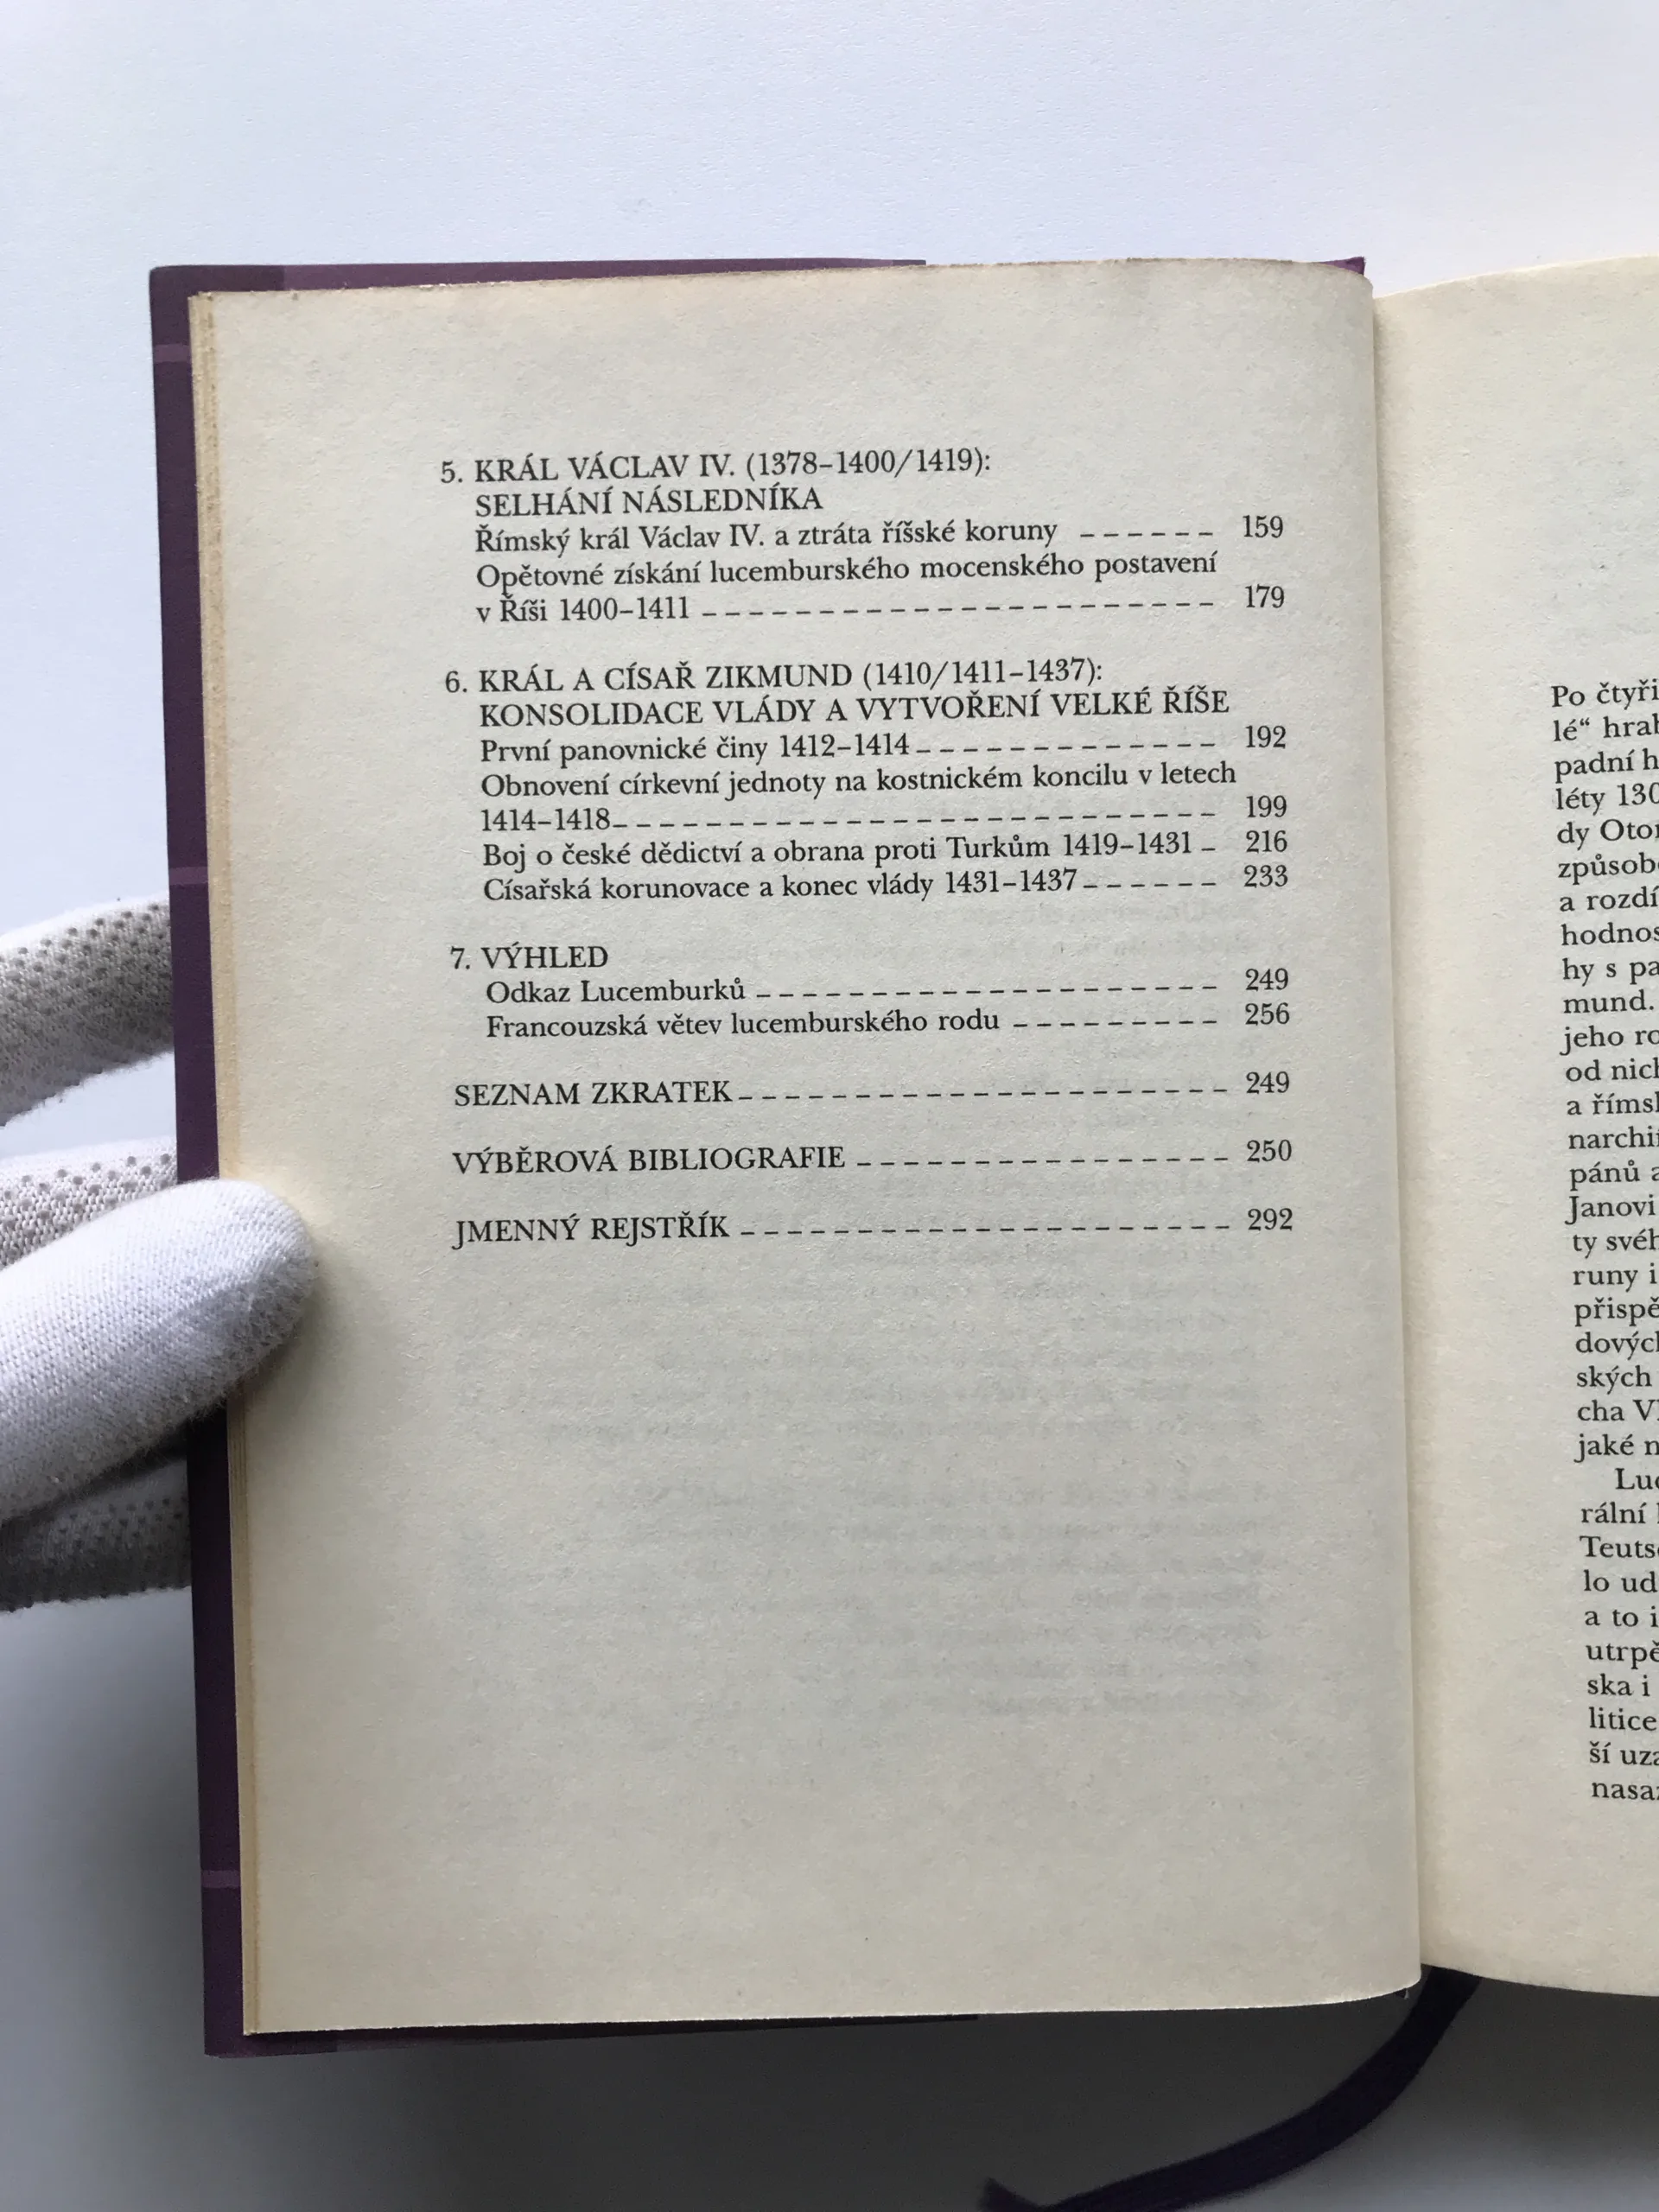 5. KRÁL VÁCLAV IV. (1378–1400/1419):
SELHÁNÍ NÁSLEDNÍKA
Římský král Václav IV. a ztráta říšské koruny ------ 159
Opětovné získání lucemburského mocenského postavení
v Říši 1400–1411 ---------------------- 179
6. KRÁL A CÍSAŘ ZIKMUND (1410/1411–1437):
KONSOLIDACE VLÁDY A VYTVOŘENÍ VELKÉ ŘÍŠE
První panovnické činy 1412–1414 ------------- 192
Obnovení církevní jednoty na kostnickém koncilu v letech
1414–1418 -------------------------- 199
Boj o české dědictví a obrana proti Turkům 1419–1431 - 216
Císařská korunovace a konec vlády 1431–1437 ------ 233
7. VÝHLED
Odkaz Lucemburků -------------------- 249
Francouzská větev lucemburského rodu --------- 256
SEZNAM ZKRATEK --------------------- 249
VÝBĚROVÁ BIBLIOGRAFIE ---------------- 250
JMENNÝ REJSTŘÍK --------------------- 292
Po čtyři
lé“ hrab
padní h
léty 130
dy Otor
způsobe
a rozdí
hodnos
hy s pa
mund.
jeho ro
od nich
a říms
narchi
pánů a
Janovi
ty svéh
runy i
přispě
dových
ských
cha V
jaké n
Luc
rální
Teuts
lo ud
a to i
utrpě
ska i
litice
ší uza
nasa